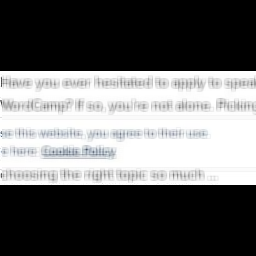 Have you ever hesitated to apply to speak
WordCamp? If so, you're not alone. Picking
se this website, you agree to their use.
e here: Cookie Policy
choosing the right topic so much ...